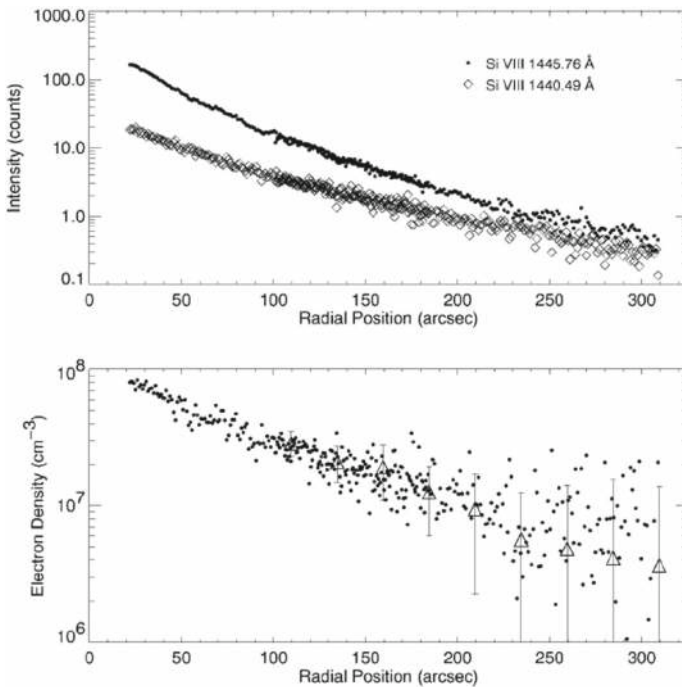 1000.0
100.0
10.0
1.0
0.1
Intensity (counts)
• Si VIII 1445.76 Å
◇ Si VIII 1440.49 Å
0 50 100 150 200 250 300
Radial Position (arcsec)
10^8
10^7
10^6
Electron Density (cm^−3)
0 50 100 150 200 250 300
Radial Position (arcsec)